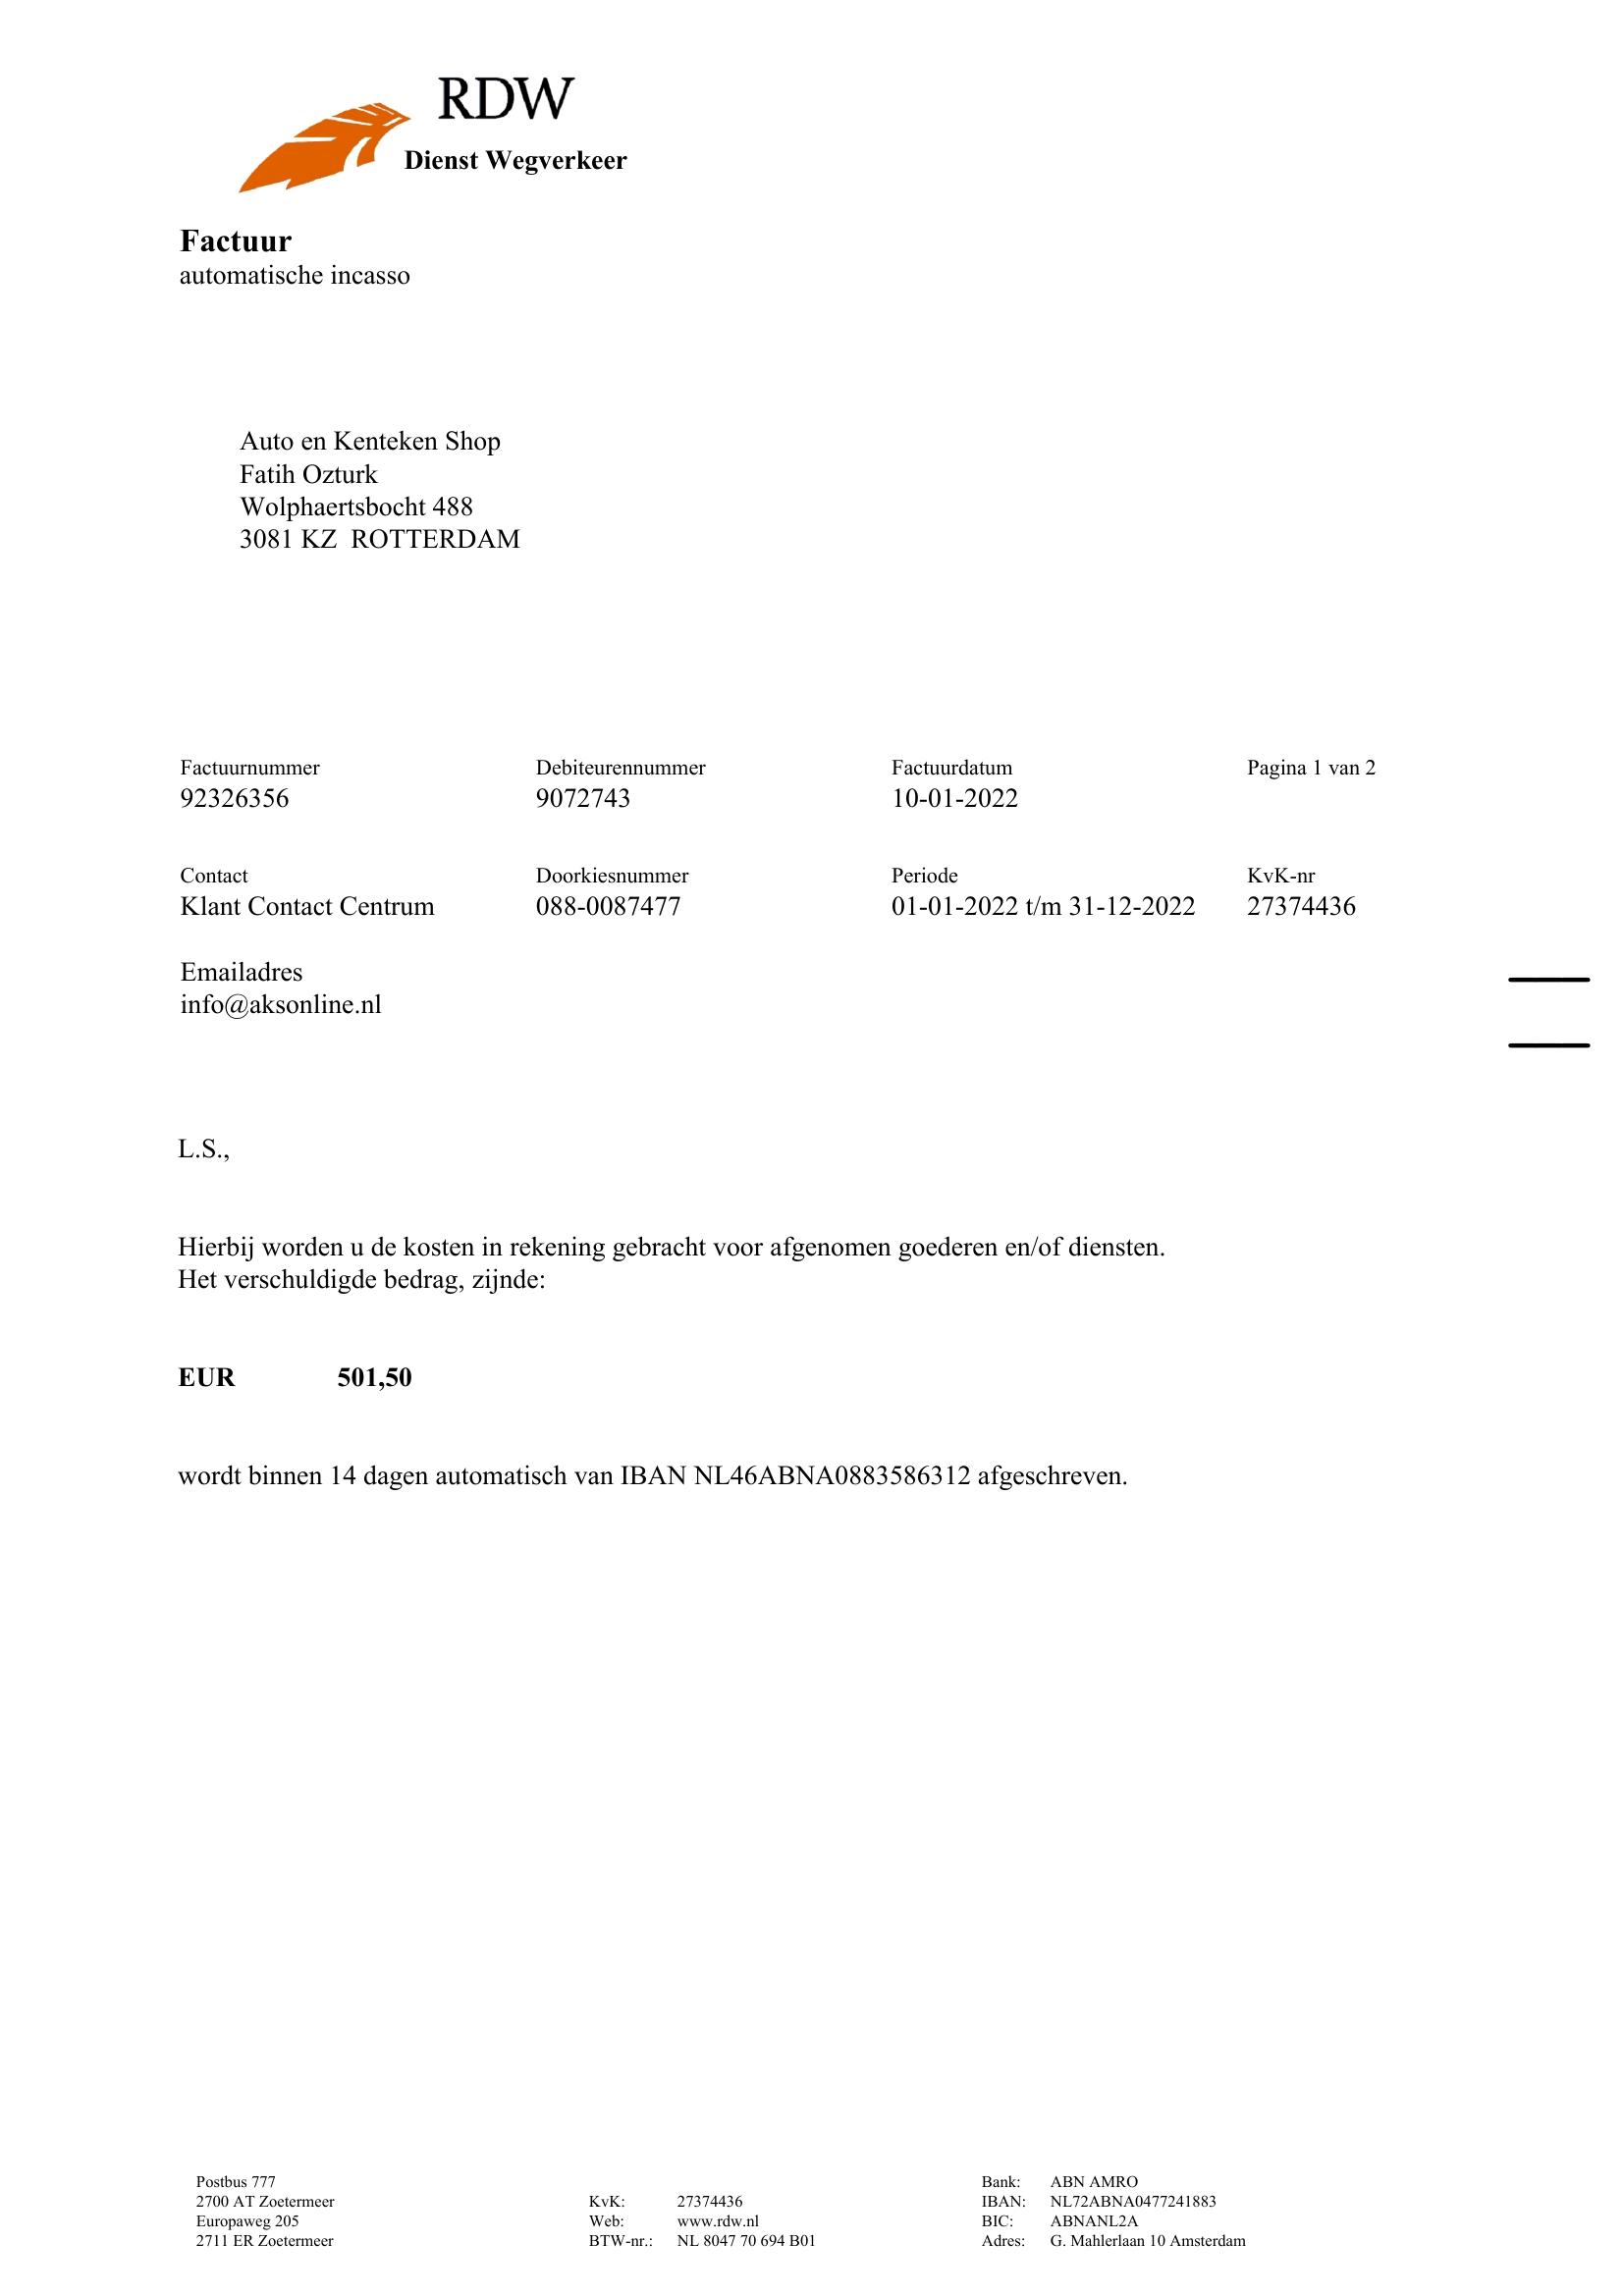 RDW
Dienst Wegverkeer
Factuur
automatische incasso
Auto en Kenteken Shop
Fatih Ozturk
Wolphaertsbocht 488
3081 KZ  ROTTERDAM
Factuurnummer Debiteurennummer Factuurdatum Pagina 1 van 2
92326356 9072743 10-01-2022
Contact Doorkiesnummer Periode KvK-nr
Klant Contact Centrum 088-0087477 01-01-2022 t/m 31-12-2022 27374436
Emailadres
info@aksonline.nl
L.S.,
Hierbij worden u de kosten in rekening gebracht voor afgenomen goederen en/of diensten.
Het verschuldigde bedrag, zijnde:
EUR 501,50
wordt binnen 14 dagen automatisch van IBAN NL46ABNA0883586312 afgeschreven.
Postbus 777 Bank: ABN AMRO
2700 AT Zoetermeer KvK: 27374436 IBAN: NL72ABNA0477241883
Europaweg 205 Web: www.rdw.nl BIC: ABNANL2A
2711 ER Zoetermeer BTW-nr.: NL 8047 70 694 B01 Adres: G. Mahlerlaan 10 Amsterdam